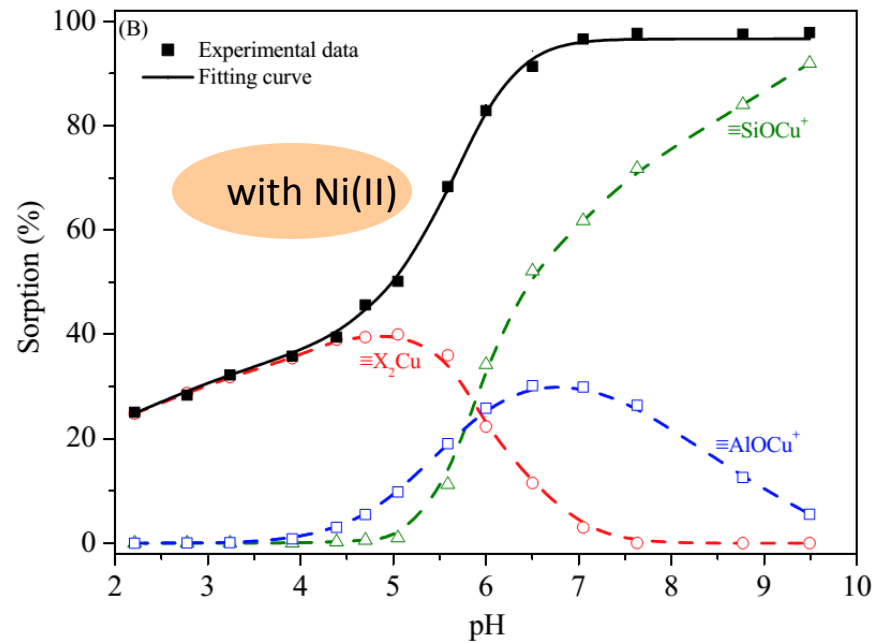 (B)
Experimental data
Fitting curve
with Ni(II)
≡SiOCu⁺
≡X₂Cu
≡AlOCu⁺
Sorption (%)
100
80
60
40
20
0
2 3 4 5 6 7 8 9 10
pH